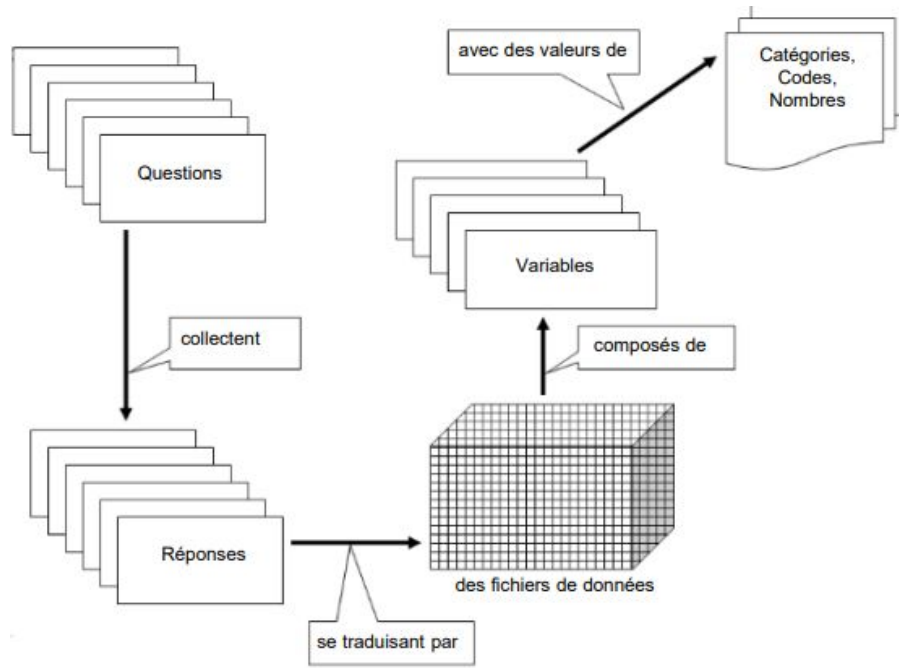 Questions
collectent
Réponses
se traduisant par
des fichiers de données
composés de
Variables
avec des valeurs de
Catégories,
Codes,
Nombres